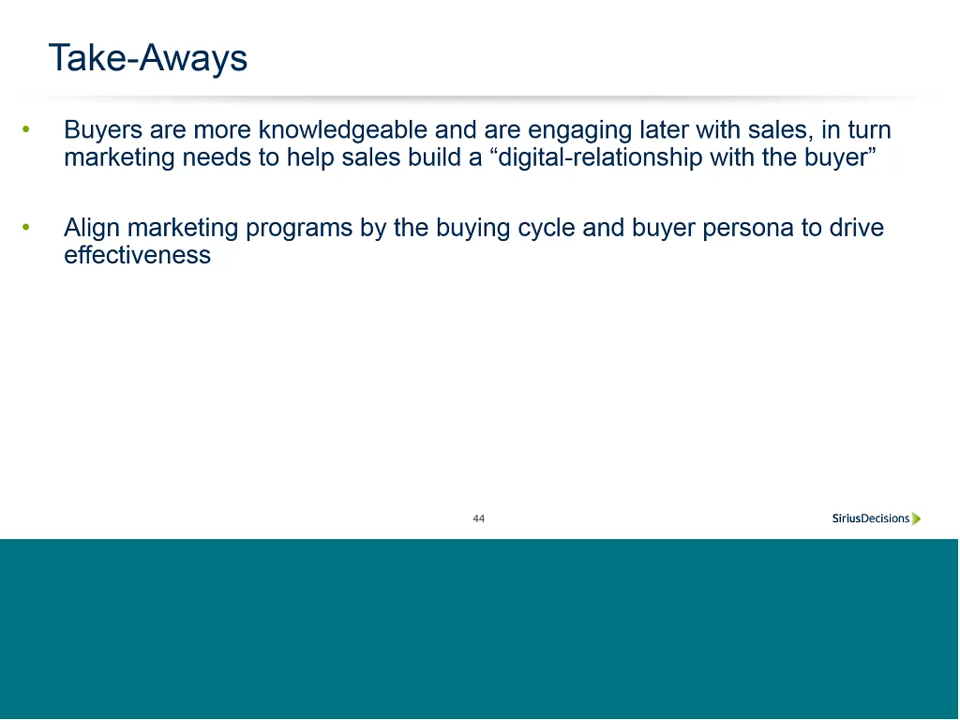 Take-Aways
• Buyers are more knowledgeable and are engaging later with sales, in turn
marketing needs to help sales build a “digital-relationship with the buyer”
• Align marketing programs by the buying cycle and buyer persona to drive
effectiveness
44
SiriusDecisions